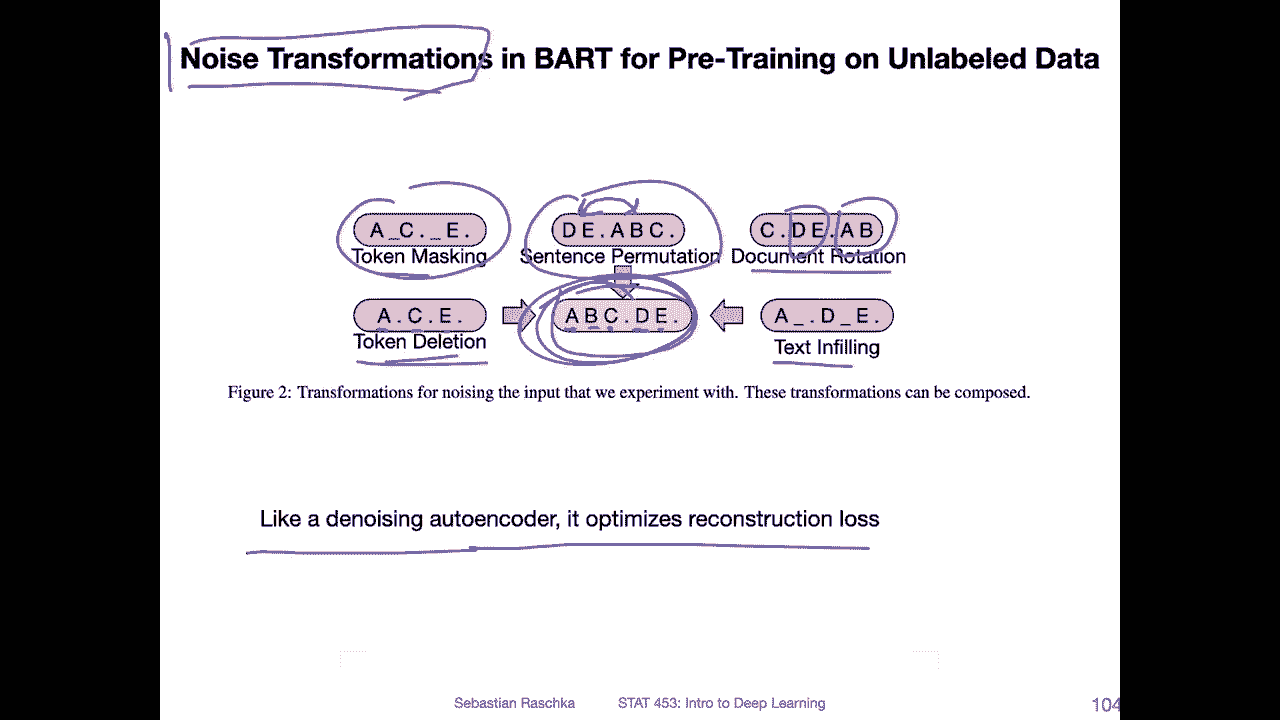 Noise Transformations in BART for Pre-Training on Unlabeled Data
A _ C . _ E . D E . A B C . C . D E . A B
Token Masking Sentence Permutation Document Rotation
A . C . E . A B C . D E . A _ . D _ E .
Token Deletion Text Infilling
Figure 2: Transformations for noising the input that we experiment with. These transformations can be composed.
Like a denoising autoencoder, it optimizes reconstruction loss
Sebastian Raschka STAT 453: Intro to Deep Learning 104